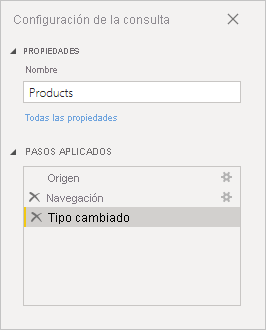 Configuración de la consulta
PROPIEDADES
Nombre
Products
Todas las propiedades
PASOS APLICADOS
Origen
Navegación
Tipo cambiado